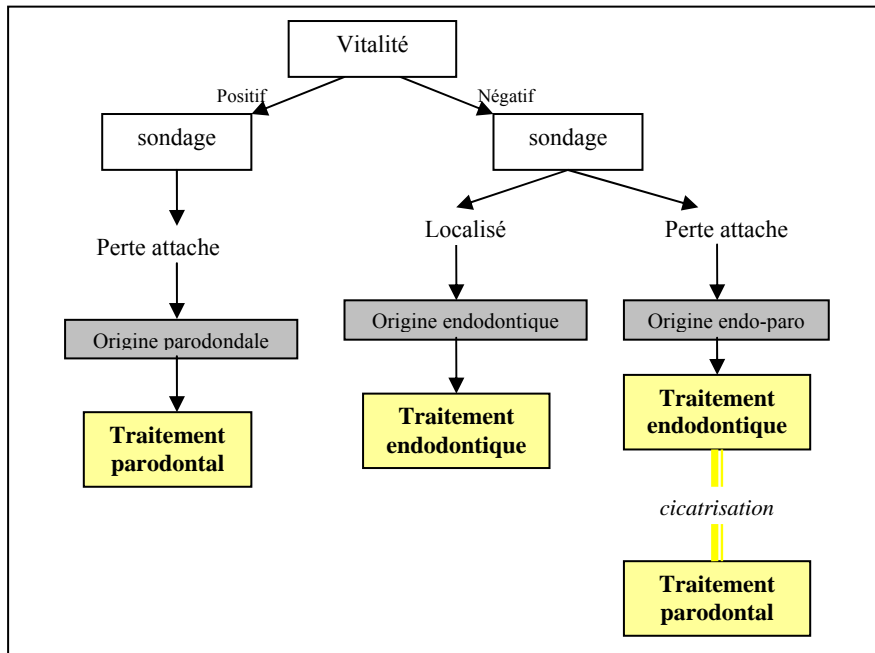 Vitalité
Positif
Négatif
sondage
sondage
Localisé
Perte attache
Perte attache
Origine endodontique
Origine endo-paro
Origine parodondale
Traitement
endodontique
Traitement
endodontique
Traitement
parodontal
cicatrisation
Traitement
parodontal